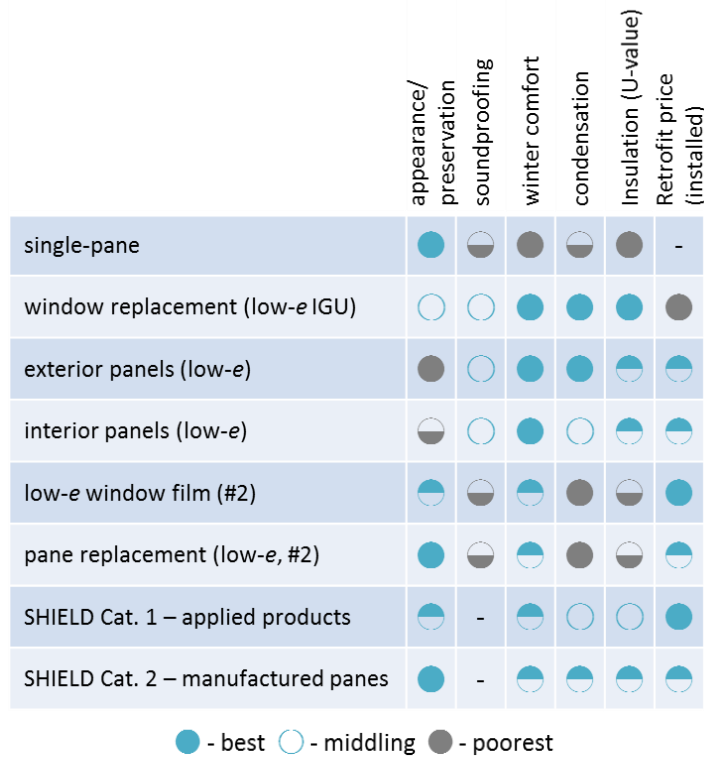 appearance/
preservation
soundproofing
winter comfort
condensation
Insulation (U-value)
Retrofit price
(installed)
single-pane
-
window replacement (low-e IGU)
exterior panels (low-e)
interior panels (low-e)
low-e window film (#2)
pane replacement (low-e, #2)
SHIELD Cat. 1 – applied products
-
SHIELD Cat. 2 – manufactured panes
-
- best - middling - poorest